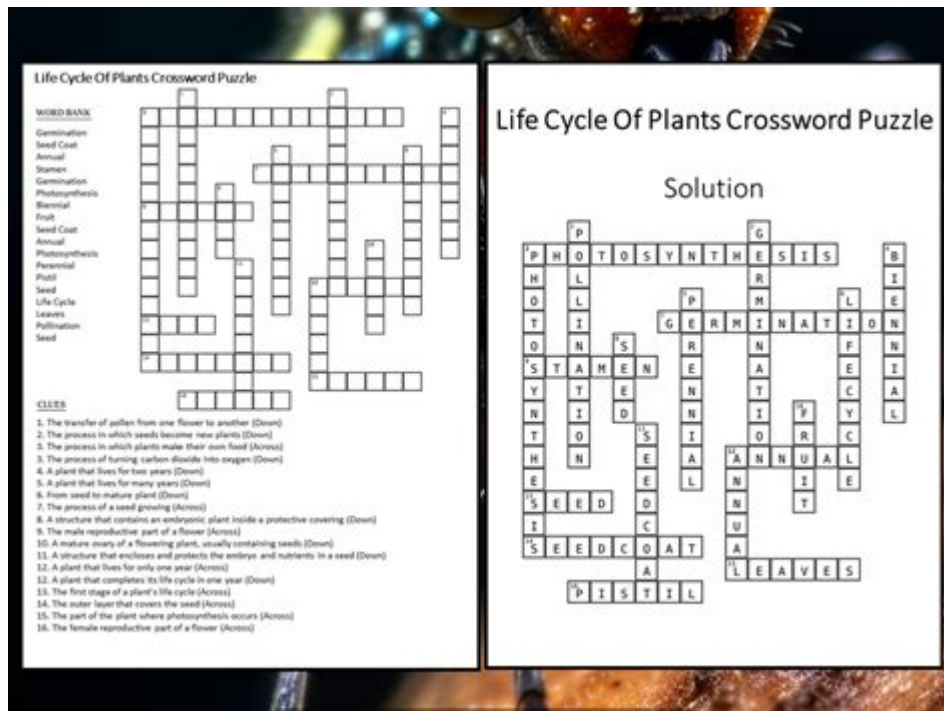 Life Cycle Of Plants Crossword Puzzle
WORD BANK
Germination
Seed Coat
Annual
Stamen
Germination
Photosynthesis
Biennial
Fruit
Seed Coat
Annual
Photosynthesis
Perennial
Pistil
Seed
Life Cycle
Leaves
Pollination
Seed
CLUES
1. The transfer of pollen from one flower to another (Down)
2. The process in which seeds become new plants (Down)
3. The process in which plants make their own food (Across)
3. The process of turning carbon dioxide into oxygen (Down)
4. A plant that lives for two years (Down)
5. A plant that lives for many years (Down)
6. From seed to mature plant (Down)
7. The process of a seed growing (Across)
8. A structure that contains an embryonic plant inside a protective covering (Down)
9. The male reproductive part of a flower (Across)
10. A mature ovary of a flowering plant, usually containing seeds (Down)
11. A structure that encloses and protects the embryo and nutrients in a seed (Down)
12. A plant that lives for only one year (Across)
12. A plant that completes its life cycle in one year (Down)
13. The first stage of a plant's life cycle (Across)
14. The outer layer that covers the seed (Across)
15. The part of the plant where photosynthesis occurs (Across)
16. The female reproductive part of a flower (Across)
Life Cycle Of Plants Crossword Puzzle
Solution
PHOTOSYNTHESIS
GERMINATION
STAMEN
ANNUAL
SEED
SEEDCOAT
LEAVES
PISTIL
POLLINATION
GERMINATION
PHOTOSYNTHESIS
BIENNIAL
PERENNIAL
LIFECYCLE
SEED
FRUIT
SEEDCOAT
ANNUAL